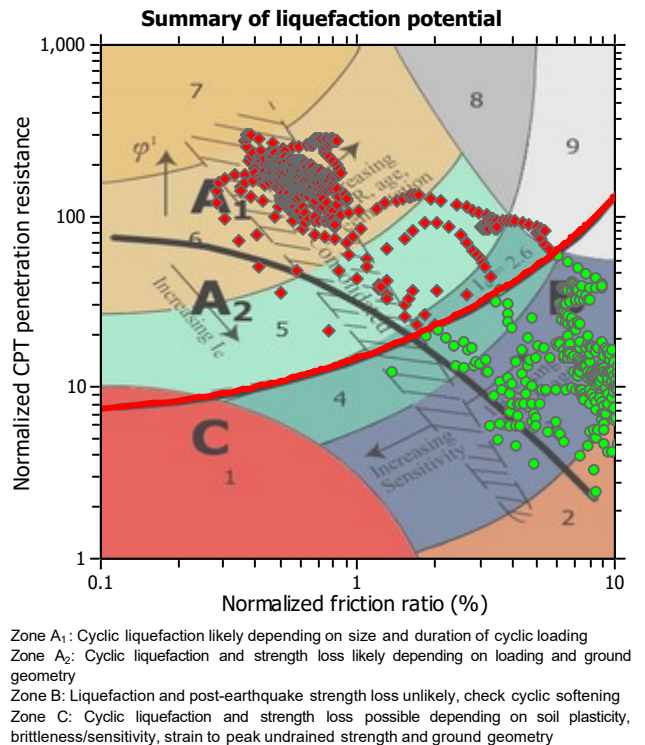 Summary of liquefaction potential
1,000
7
8
9
φ'
A1
100
6
A2
Ic = 2.6
Increasing Ic
5
10
4
C
1
Increasing
Sensitivity
2
1
0.1
1
10
Normalized CPT penetration resistance
Normalized friction ratio (%)
Zone A1: Cyclic liquefaction likely depending on size and duration of cyclic loading
Zone A2: Cyclic liquefaction and strength loss likely depending on loading and ground
geometry
Zone B: Liquefaction and post-earthquake strength loss unlikely, check cyclic softening
Zone C: Cyclic liquefaction and strength loss possible depending on soil plasticity,
brittleness/sensitivity, strain to peak undrained strength and ground geometry